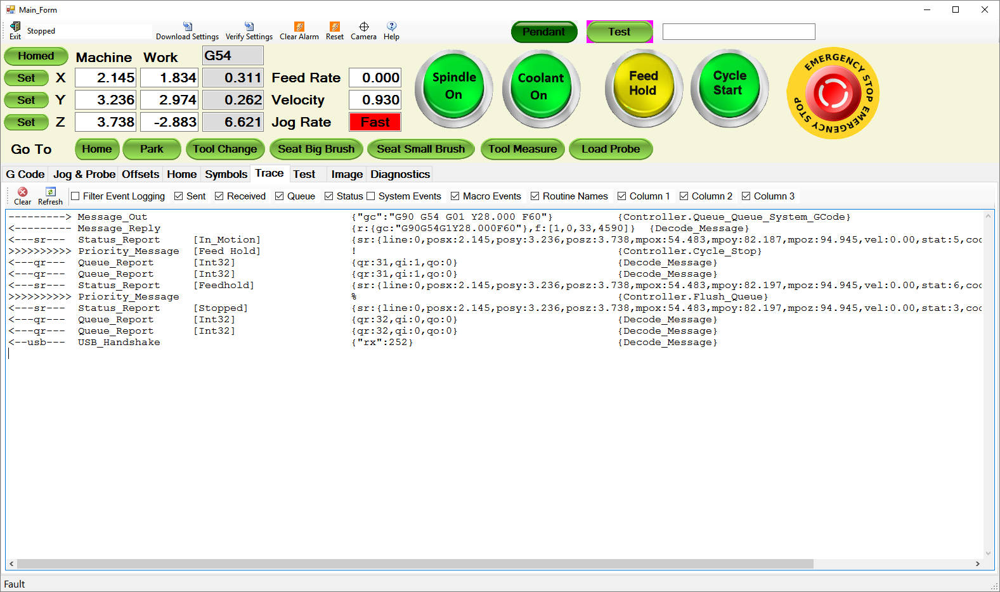 Main_Form
Exit Stopped Download Settings Verify Settings Clear Alarm Reset Camera Help Pendant Test
Homed Machine Work G54
Set X 2.145 1.834 0.311 Feed Rate 0.000
Set Y 3.236 2.974 0.262 Velocity 0.930
Set Z 3.738 -2.883 6.621 Jog Rate Fast
Spindle On
Coolant On
Feed Hold
Cycle Start
EMERGENCY STOP EMERGENCY STOP
Go To Home Park Tool Change Seat Big Brush Seat Small Brush Tool Measure Load Probe
G Code Jog & Probe Offsets Home Symbols Trace Test Image Diagnostics
Clear Refresh Filter Event Logging Sent Received Queue Status System Events Macro Events Routine Names Column 1 Column 2 Column 3
---------> Message_Out {"gc":"G90 G54 G01 Y28.000 F60"} {Controller.Queue_Queue_System_GCode}
<--------- Message_Reply {r:{gc:"G90G54G1Y28.000F60"},f:[1,0,33,4590]} {Decode_Message}
<---sr--- Status_Report [In_Motion] {sr:{line:0,posx:2.145,posy:3.236,posz:3.738,mpox:54.483,mpoy:82.187,mpoz:94.945,vel:0.00,stat:5,coo
>>>>>>>>>> Priority_Message [Feed Hold] ! {Controller.Cycle_Stop}
<---qr--- Queue_Report [Int32] {qr:31,qi:1,qo:0} {Decode_Message}
<---qr--- Queue_Report [Int32] {qr:31,qi:1,qo:0} {Decode_Message}
<---sr--- Status_Report [Feedhold] {sr:{line:0,posx:2.145,posy:3.236,posz:3.738,mpox:54.483,mpoy:82.197,mpoz:94.945,vel:0.00,stat:6,coo
>>>>>>>>>> Priority_Message % {Controller.Flush_Queue}
<---sr--- Status_Report [Stopped] {sr:{line:0,posx:2.145,posy:3.236,posz:3.738,mpox:54.483,mpoy:82.197,mpoz:94.945,vel:0.00,stat:3,coo
<---qr--- Queue_Report [Int32] {qr:32,qi:0,qo:0} {Decode_Message}
<---qr--- Queue_Report [Int32] {qr:32,qi:0,qo:0} {Decode_Message}
<--usb--- USB_Handshake {"rx":252} {Decode_Message}
Fault